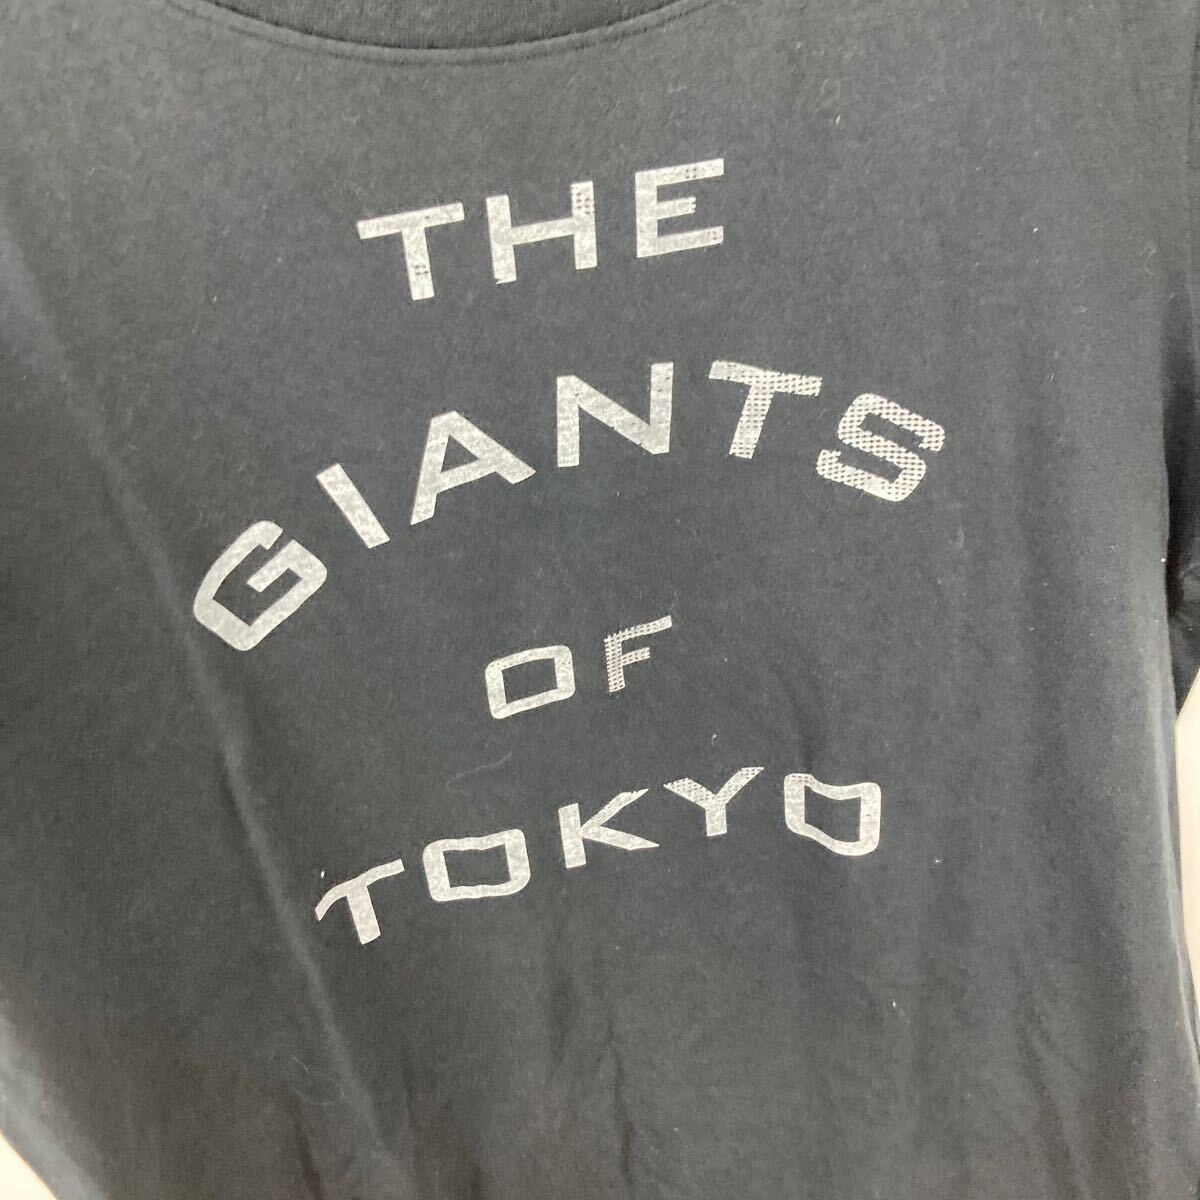 THE
GIANTS
OF
TOKYO